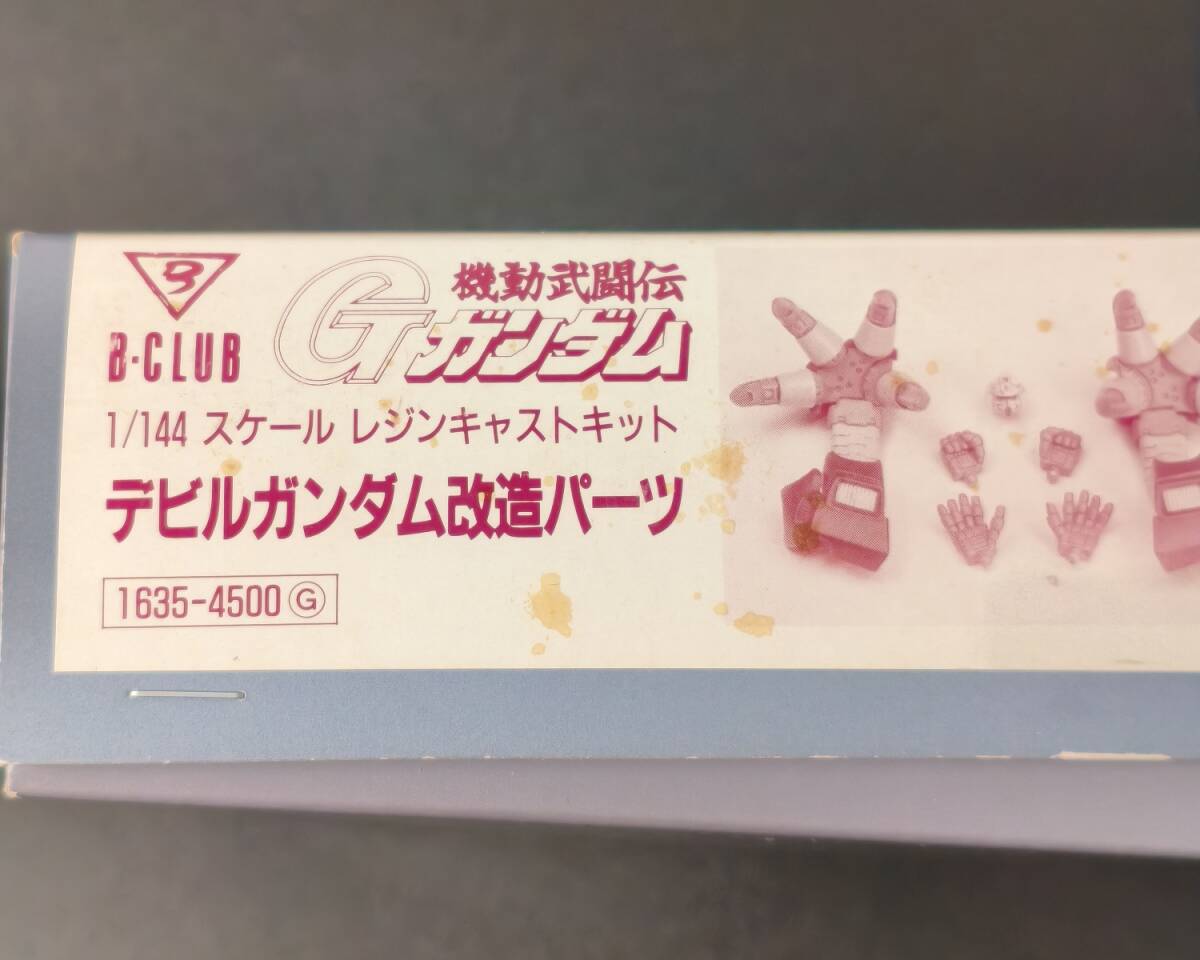 B
B-CLUB
機動武闘伝
Gガンダム
1/144 スケール レジンキャストキット
デビルガンダム改造パーツ
1635-4500 G